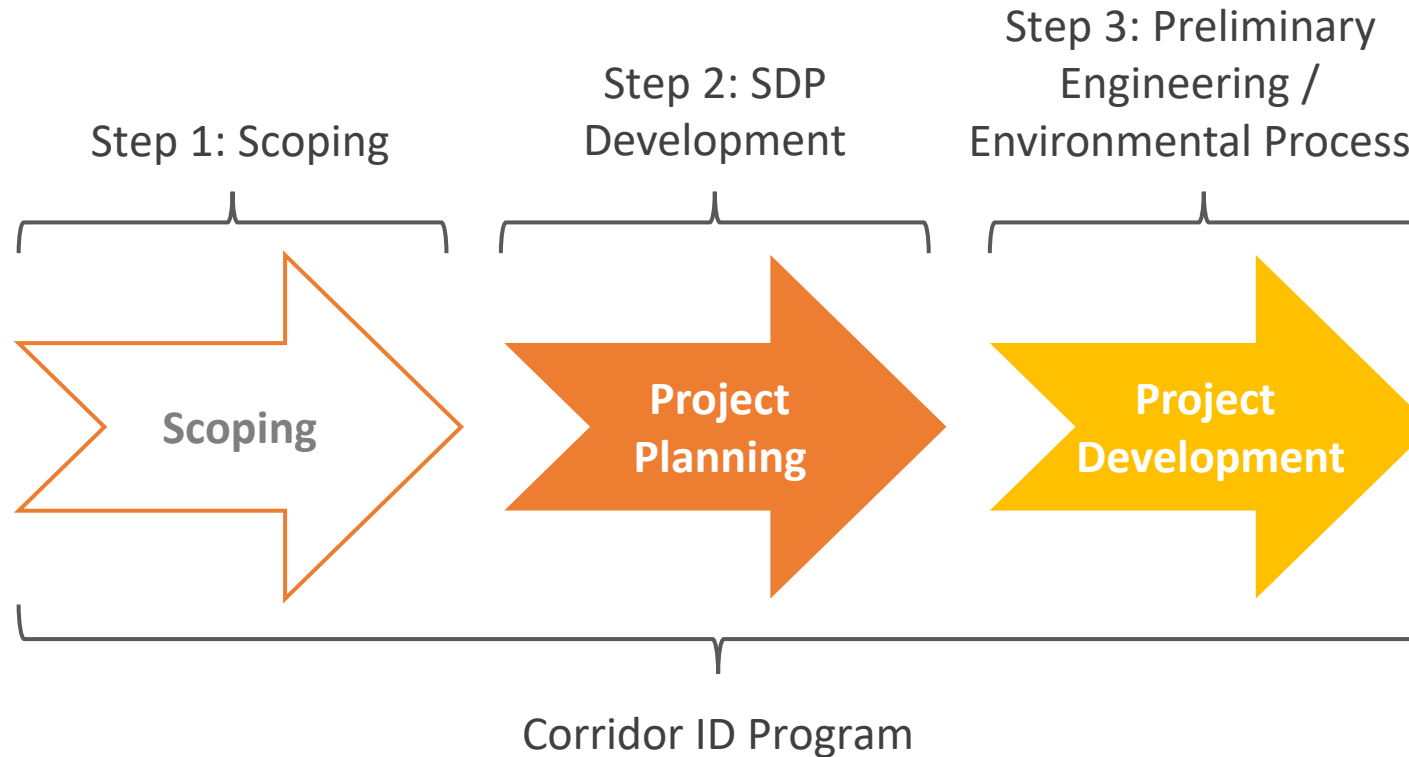 Step 1: Scoping
Step 2: SDP
Development
Step 3: Preliminary
Engineering /
Environmental Process
Scoping
Project
Planning
Project
Development
Corridor ID Program